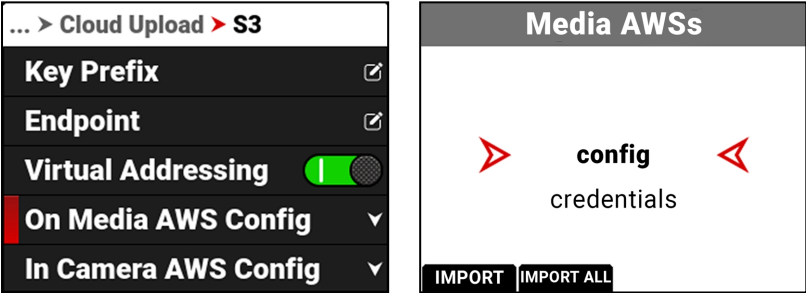 ... > Cloud Upload > S3
Key Prefix
Endpoint
Virtual Addressing
On Media AWS Config
In Camera AWS Config
Media AWSs
config
credentials
IMPORT
IMPORT ALL